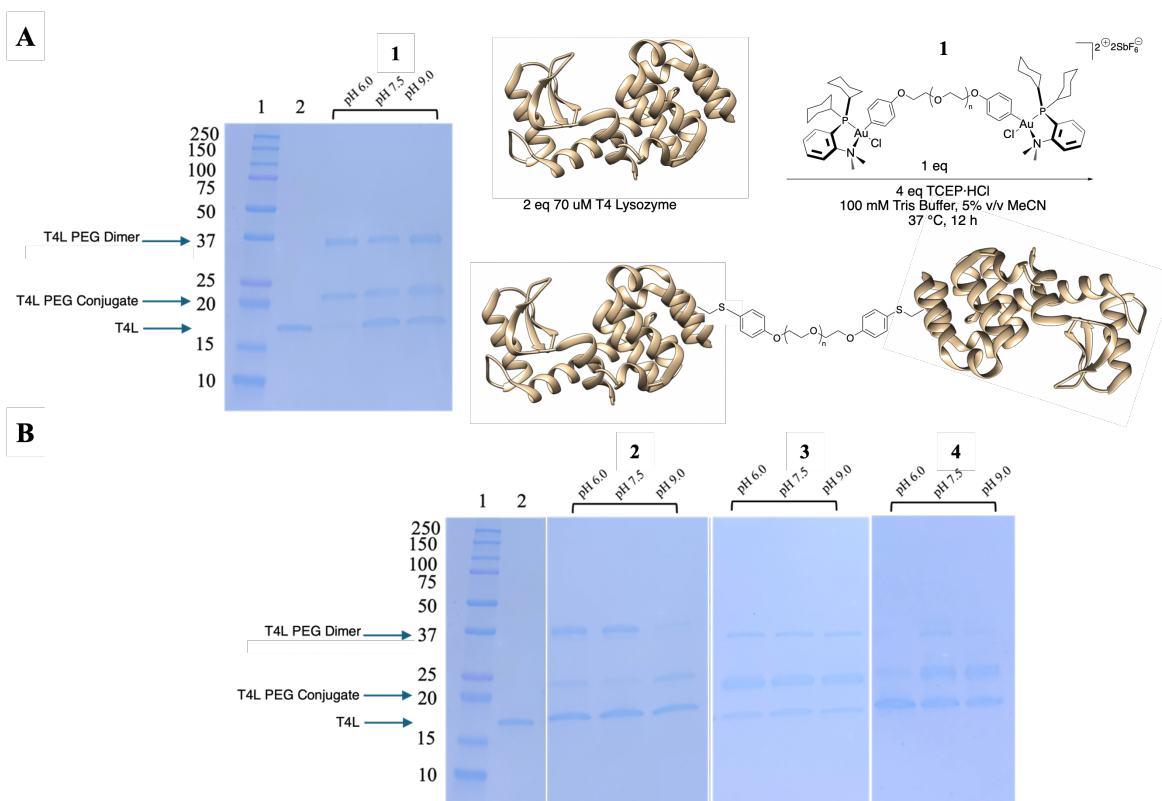 A
1
1 2 pH 6.0 pH 7.5 pH 9.0
250
150
100
75
50
T4L PEG Dimer 37
25
T4L PEG Conjugate 20
T4L
15
10
2 eq 70 uM T4 Lysozyme
1
2⊕2SbF6⊖
O O n O
P P
Au Au
Cl Cl
N N
1 eq
4 eq TCEP·HCl
100 mM Tris Buffer, 5% v/v MeCN
37 °C, 12 h
S S
O O n O
B
2 3 4
1 2 pH 6.0 pH 7.5 pH 9.0 pH 6.0 pH 7.5 pH 9.0 pH 6.0 pH 7.5 pH 9.0
250
150
100
75
50
T4L PEG Dimer 37
25
T4L PEG Conjugate 20
T4L
15
10